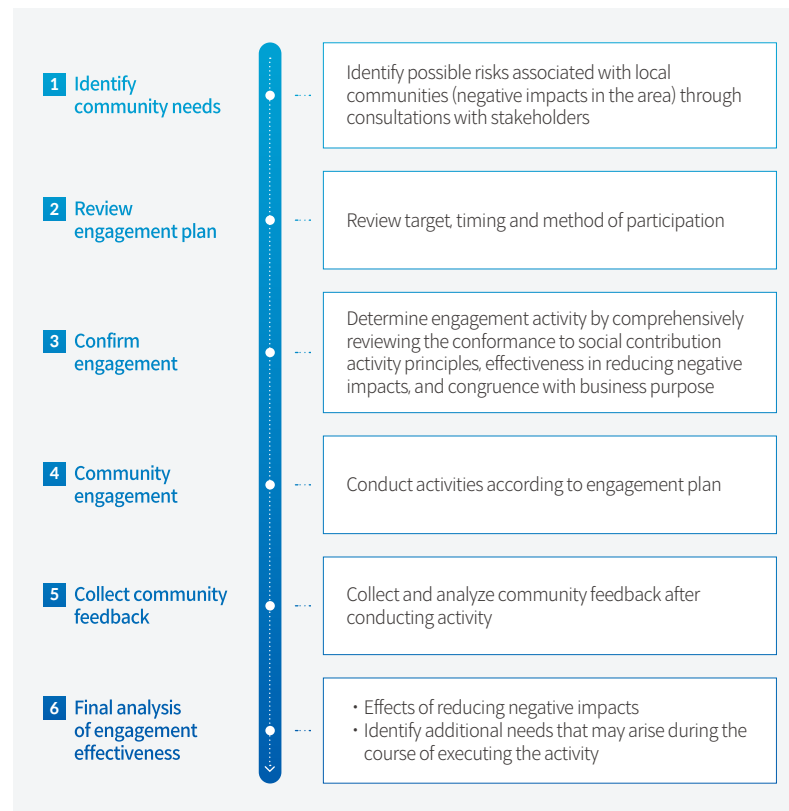 1 Identify
community needs
Identify possible risks associated with local
communities (negative impacts in the area) through
consultations with stakeholders
2 Review
engagement plan
Review target, timing and method of participation
3 Confirm
engagement
Determine engagement activity by comprehensively
reviewing the conformance to social contribution
activity principles, effectiveness in reducing negative
impacts, and congruence with business purpose
4 Community
engagement
Conduct activities according to engagement plan
5 Collect community
feedback
Collect and analyze community feedback after
conducting activity
6 Final analysis
of engagement
effectiveness
・Effects of reducing negative impacts
・Identify additional needs that may arise during the
course of executing the activity